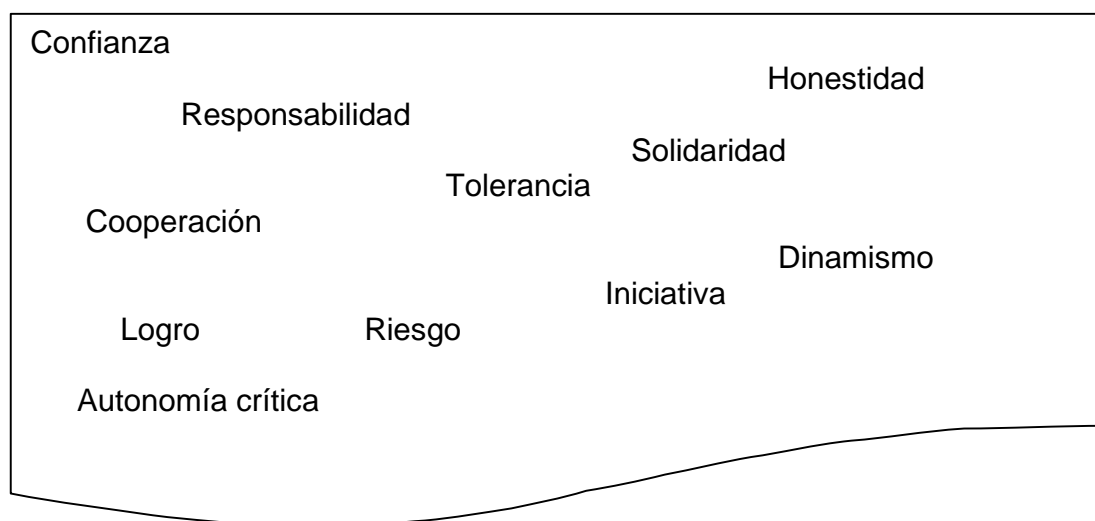 Confianza
Honestidad
Responsabilidad
Solidaridad
Tolerancia
Cooperación
Dinamismo
Iniciativa
Logro Riesgo
Autonomía crítica